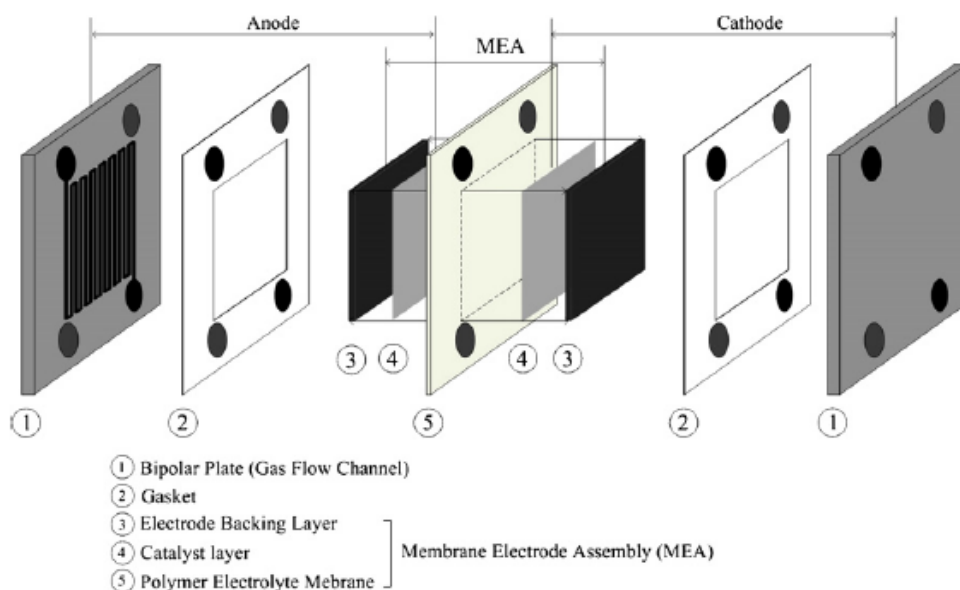 Anode
Cathode
MEA
③ ④ ④ ③
① ② ⑤ ② ①
① Bipolar Plate (Gas Flow Channel)
② Gasket
③ Electrode Backing Layer
④ Catalyst layer
Membrane Electrode Assembly (MEA)
⑤ Polymer Electrolyte Mebrane